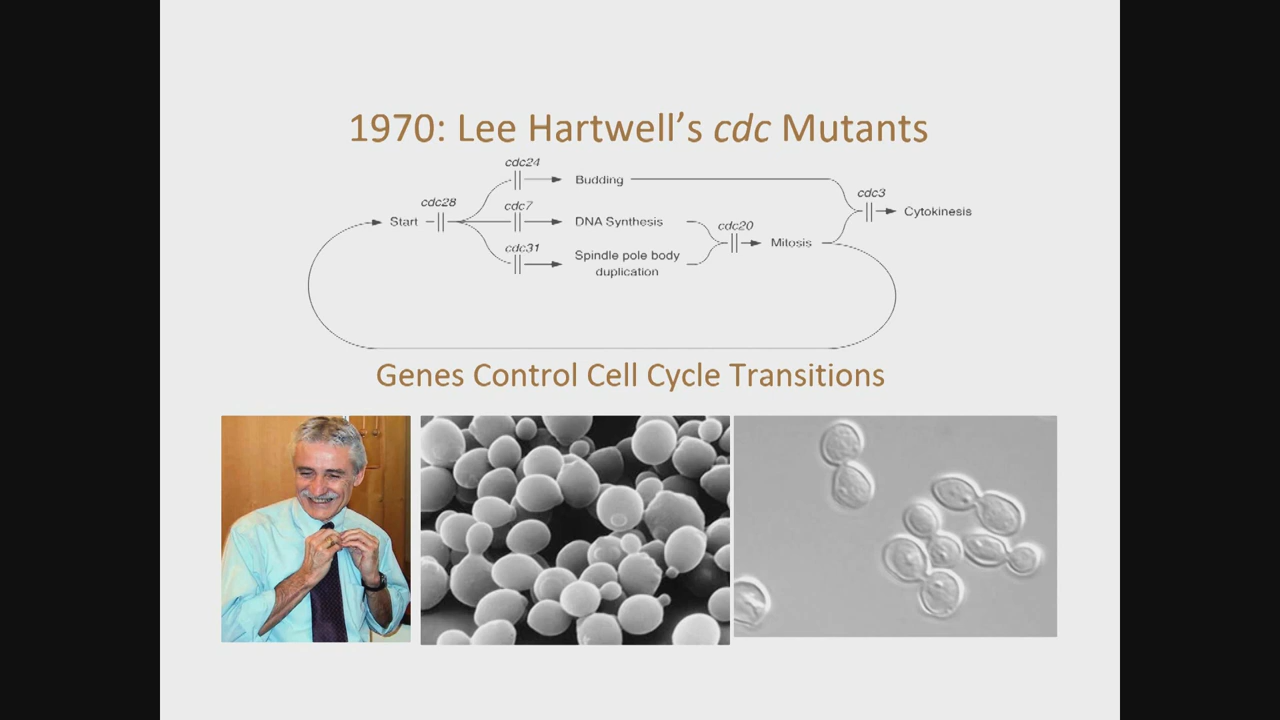 1970: Lee Hartwell’s cdc Mutants
cdc24
Budding
cdc3
cdc28
cdc7
Start
DNA Synthesis
cdc20
Cytokinesis
cdc31
Mitosis
Spindle pole body
duplication
Genes Control Cell Cycle Transitions